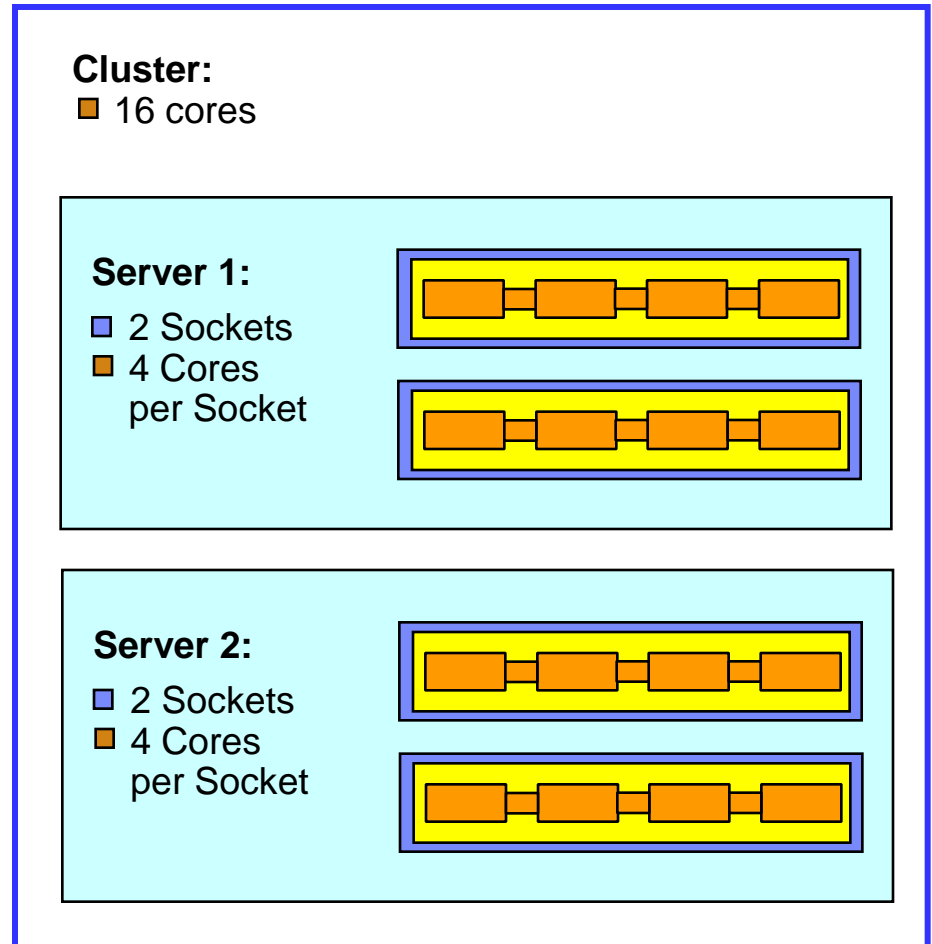 Cluster:
16 cores
Server 1:
2 Sockets
4 Cores
per Socket
Server 2:
2 Sockets
4 Cores
per Socket